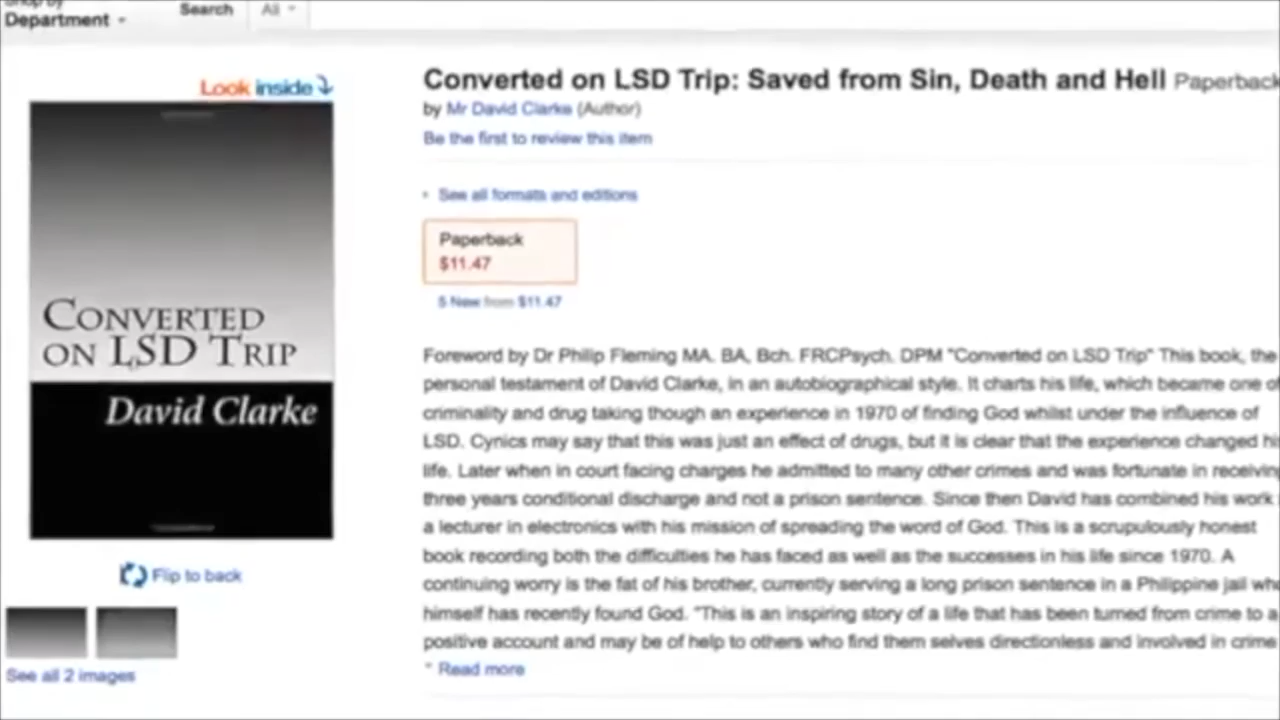 Shop by
Department
Search
All
Look inside
CONVERTED
ON LSD TRIP
David Clarke
Flip to back
See all 2 images
Converted on LSD Trip: Saved from Sin, Death and Hell Paperback
by Mr David Clarke (Author)
Be the first to review this item
See all formats and editions
Paperback
$11.47
5 New from $11.47
Foreword by Dr Philip Fleming MA. BA, Bch. FRCPsych. DPM "Converted on LSD Trip" This book, the
personal testament of David Clarke, in an autobiographical style. It charts his life, which became one of
criminality and drug taking though an experience in 1970 of finding God whilst under the influence of
LSD. Cynics may say that this was just an effect of drugs, but it is clear that the experience changed hi
life. Later when in court facing charges he admitted to many other crimes and was fortunate in receiving
three years conditional discharge and not a prison sentence. Since then David has combined his work
a lecturer in electronics with his mission of spreading the word of God. This is a scrupulously honest
book recording both the difficulties he has faced as well as the successes in his life since 1970. A
continuing worry is the fat of his brother, currently serving a long prison sentence in a Philippine jail wh
himself has recently found God. "This is an inspiring story of a life that has been turned from crime to a
positive account and may be of help to others who find them selves directionless and involved in crime
Read more